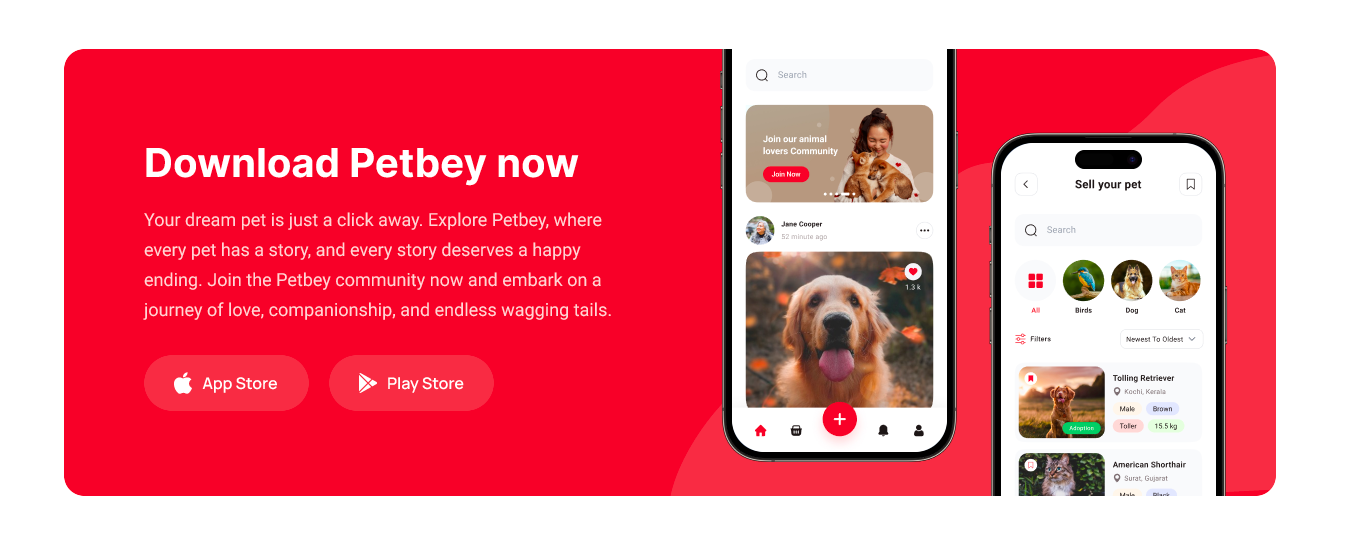 Download Petbey now
Your dream pet is just a click away. Explore Petbey, where
every pet has a story, and every story deserves a happy
ending. Join the Petbey community now and embark on a
journey of love, companionship, and endless wagging tails.
App Store
Play Store
Search
Join our animal
lovers Community
Join Now
Jane Cooper
52 minute ago
1.3 k
Sell your pet
Search
All
Birds
Dog
Cat
Filters
Newest To Oldest
Tolling Retriever
Kochi, Kerala
Male
Brown
Toller
15.5 kg
Adoption
American Shorthair
Surat, Gujarat
Male
Black